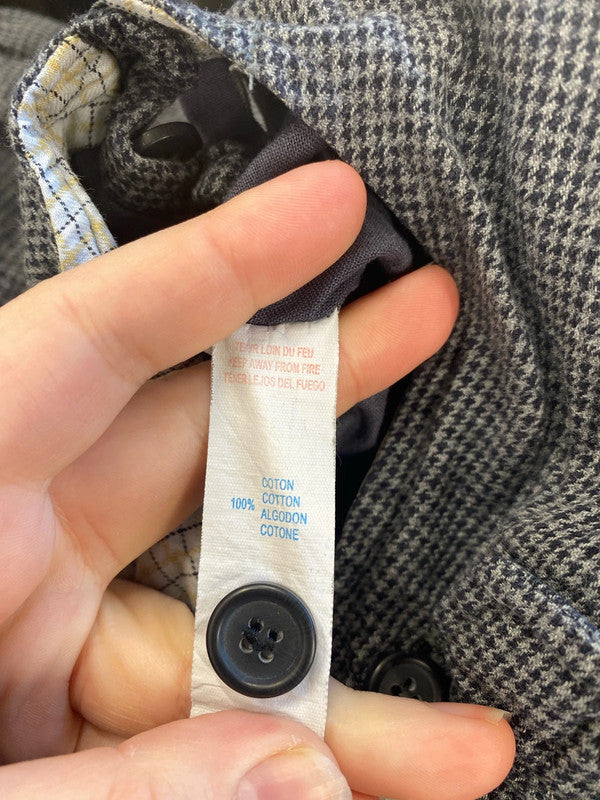 TENIR LOIN DU FEU
KEEP AWAY FROM FIRE
TENER LEJOS DEL FUEGO
COTON
100% COTTON
ALGODON
COTONE